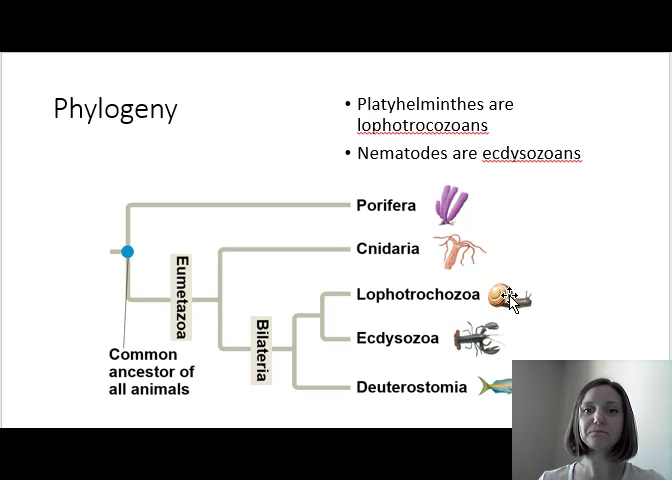 Phylogeny
• Platyhelminthes are
lophotrocozoans
• Nematodes are ecdysozoans
Porifera
Cnidaria
Eumetazoa
Lophotrochozoa
Bilateria
Ecdysozoa
Common
ancestor of
all animals
Deuterostomia